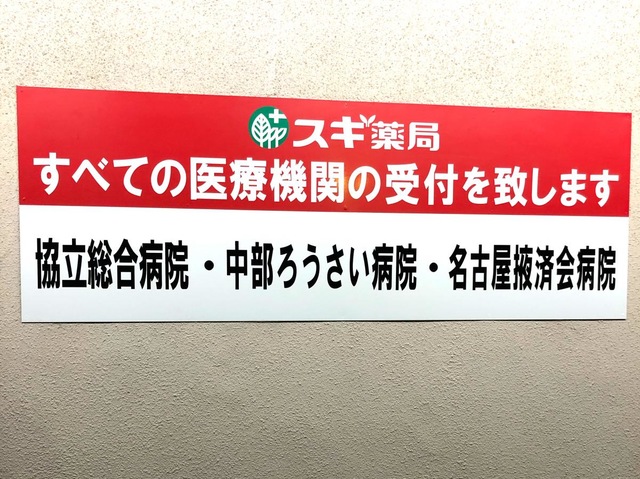 スギ薬局
すべての医療機関の受付を致します
協立総合病院・中部ろうさい病院・名古屋掖済会病院